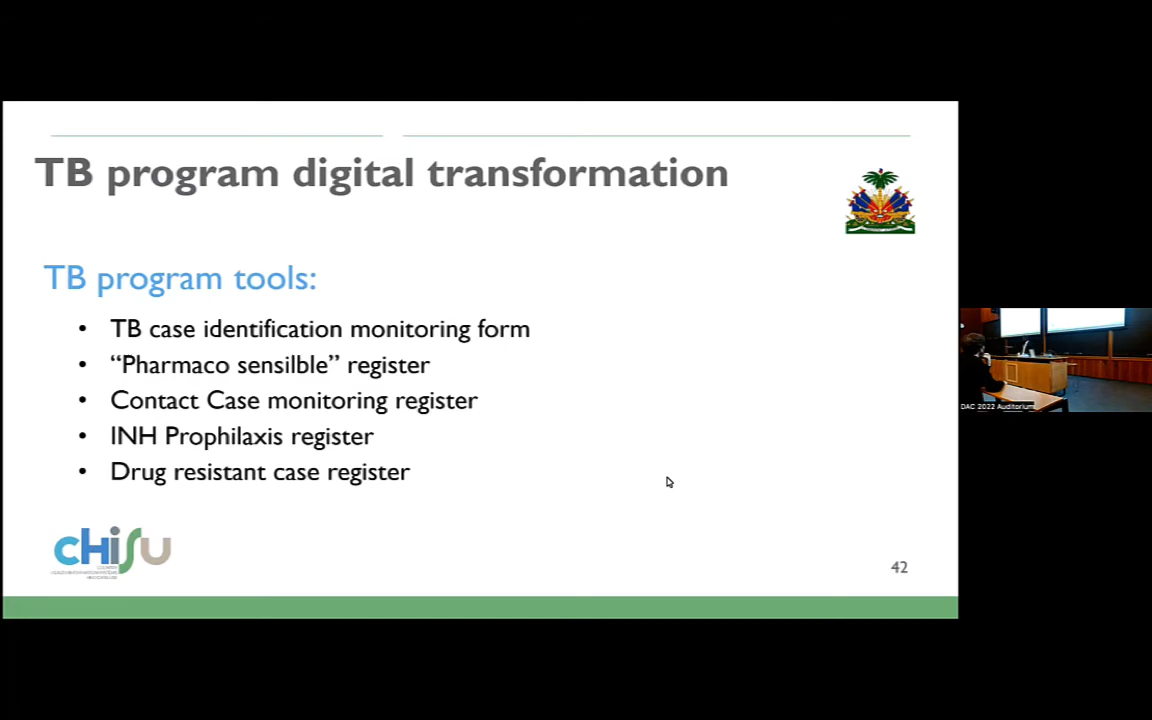 TB program digital transformation
TB program tools:
• TB case identification monitoring form
• “Pharmaco sensilble” register
• Contact Case monitoring register
• INH Prophilaxis register
• Drug resistant case register
CHISU
42
DAC 2022 Auditorium